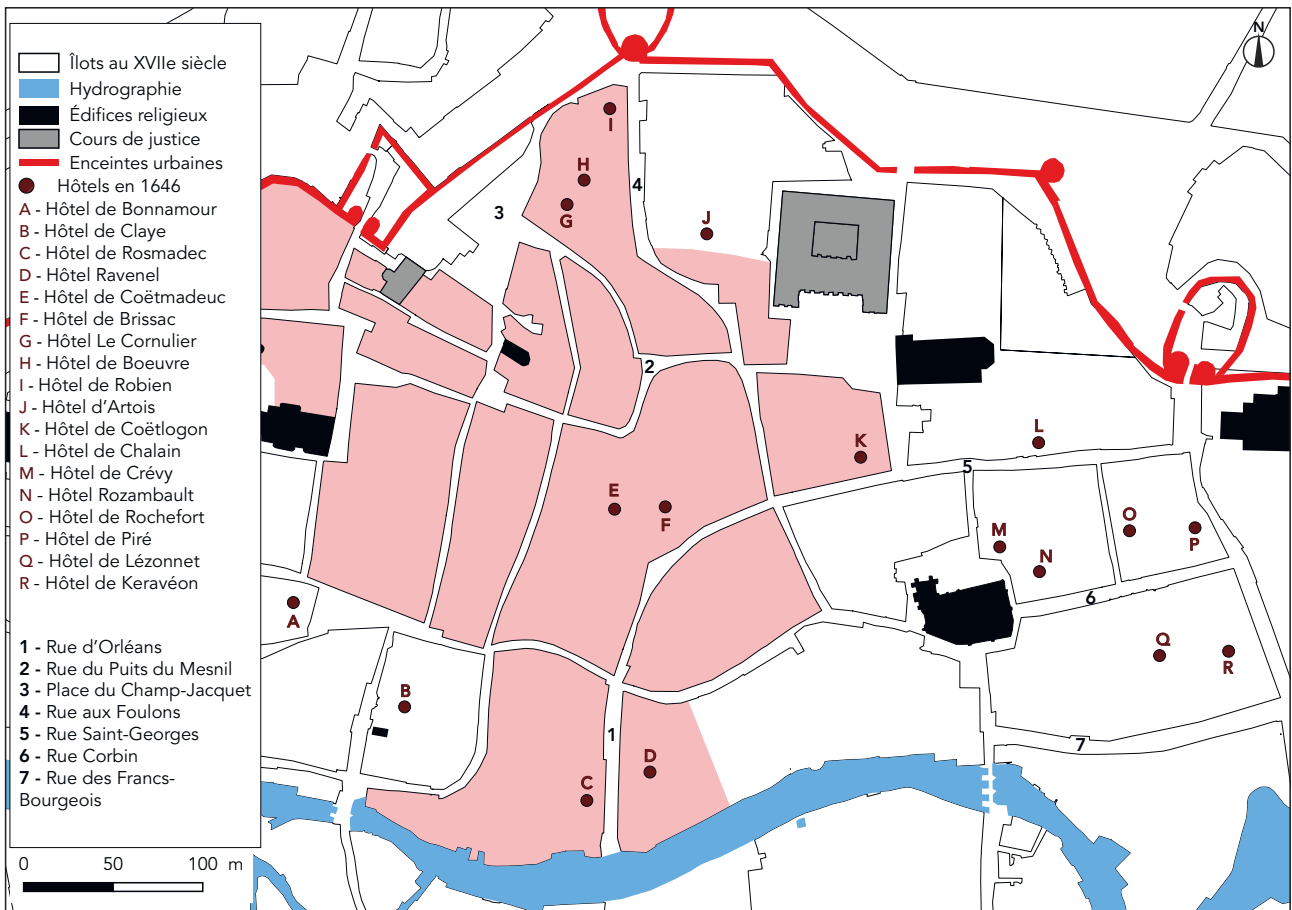 Îlots au XVIIe siècle
Hydrographie
Édifices religieux
Cours de justice
Enceintes urbaines
Hôtels en 1646
A - Hôtel de Bonnamour
B - Hôtel de Claye
C - Hôtel de Rosmadec
D - Hôtel Ravenel
E - Hôtel de Coëtmadeuc
F - Hôtel de Brissac
G - Hôtel Le Cornulier
H - Hôtel de Boeuvre
I - Hôtel de Robien
J - Hôtel d'Artois
K - Hôtel de Coëtlogon
L - Hôtel de Chalain
M - Hôtel de Crévy
N - Hôtel Rozambault
O - Hôtel de Rochefort
P - Hôtel de Piré
Q - Hôtel de Lézonnet
R - Hôtel de Keravéon
1 - Rue d'Orléans
2 - Rue du Puits du Mesnil
3 - Place du Champ-Jacquet
4 - Rue aux Foulons
5 - Rue Saint-Georges
6 - Rue Corbin
7 - Rue des Francs-
Bourgeois
0 50 100 m
N
I
H
4
3
G
J
2
L
K
5
E
F
M
O
N
P
6
A
Q
R
B
1
7
D
C